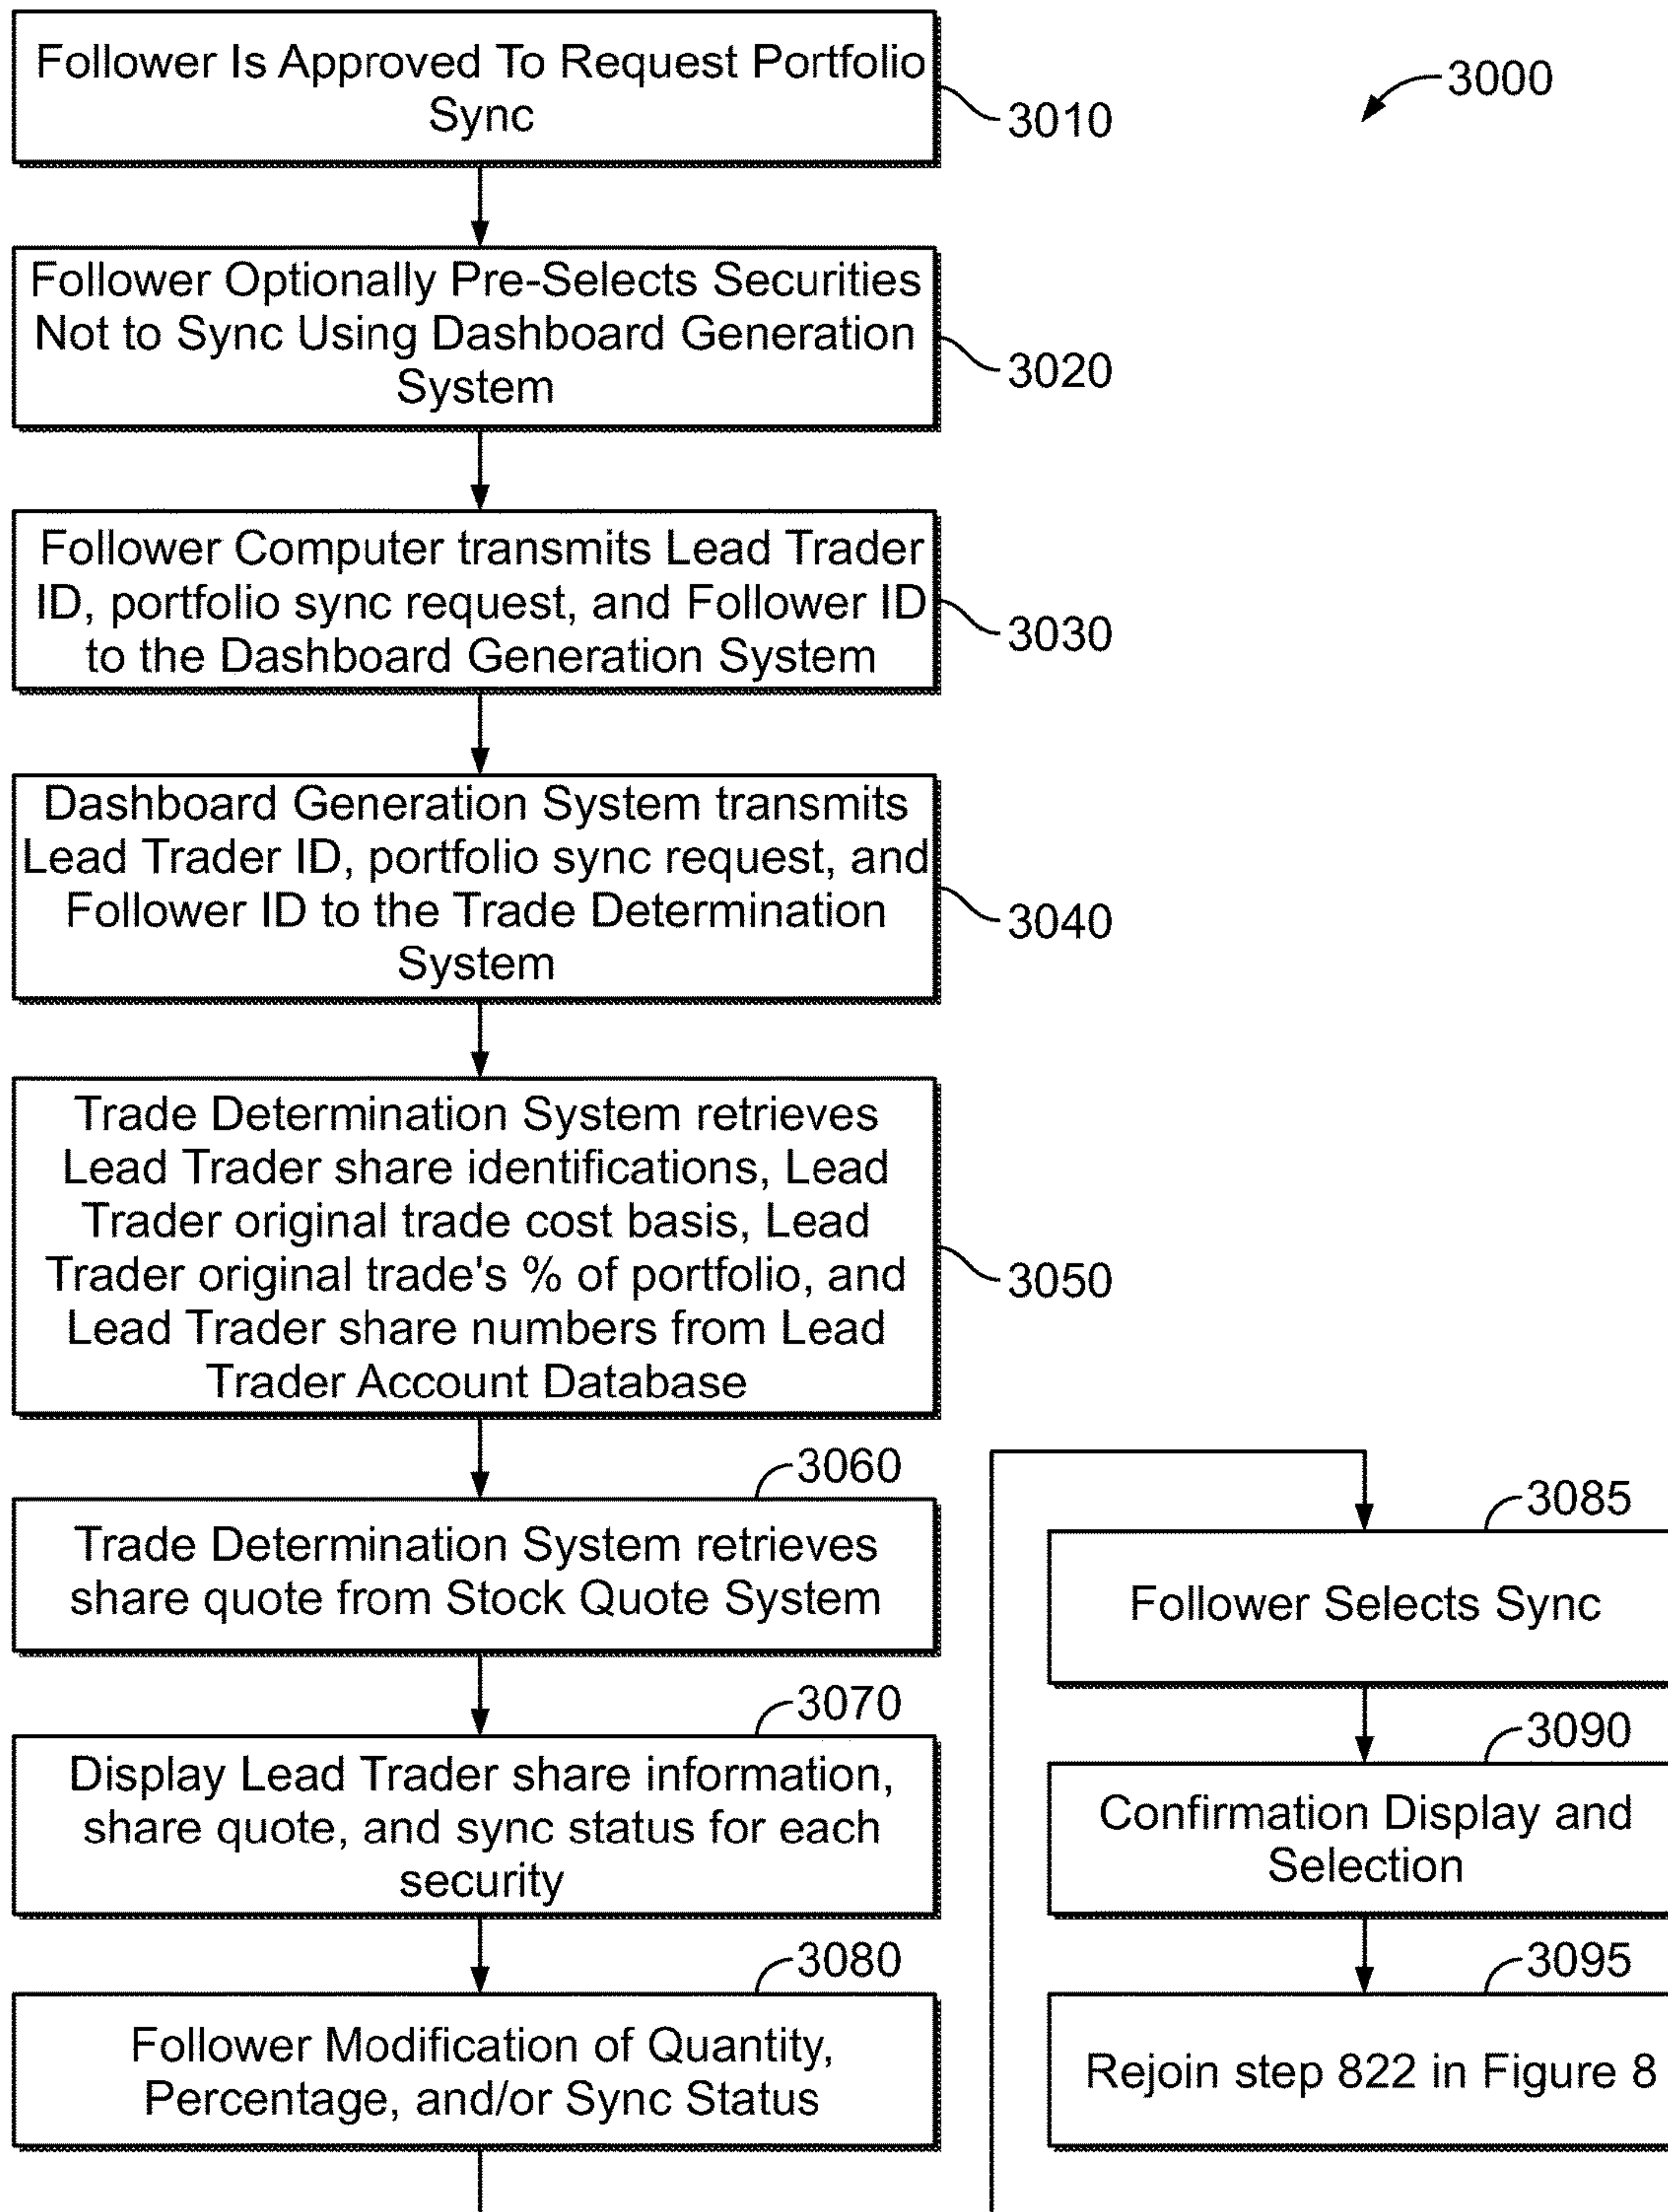 Follower Is Approved To Request Portfolio
Sync
3010
3000
Follower Optionally Pre-Selects Securities
Not to Sync Using Dashboard Generation
System
3020
Follower Computer transmits Lead Trader
ID, portfolio sync request, and Follower ID
to the Dashboard Generation System
3030
Dashboard Generation System transmits
Lead Trader ID, portfolio sync request, and
Follower ID to the Trade Determination
System
3040
Trade Determination System retrieves
Lead Trader share identifications, Lead
Trader original trade cost basis, Lead
Trader original trade's % of portfolio, and
Lead Trader share numbers from Lead
Trader Account Database
3050
3060
Trade Determination System retrieves
share quote from Stock Quote System
3070
Display Lead Trader share information,
share quote, and sync status for each
security
3080
Follower Modification of Quantity,
Percentage, and/or Sync Status
3085
Follower Selects Sync
3090
Confirmation Display and
Selection
3095
Rejoin step 822 in Figure 8